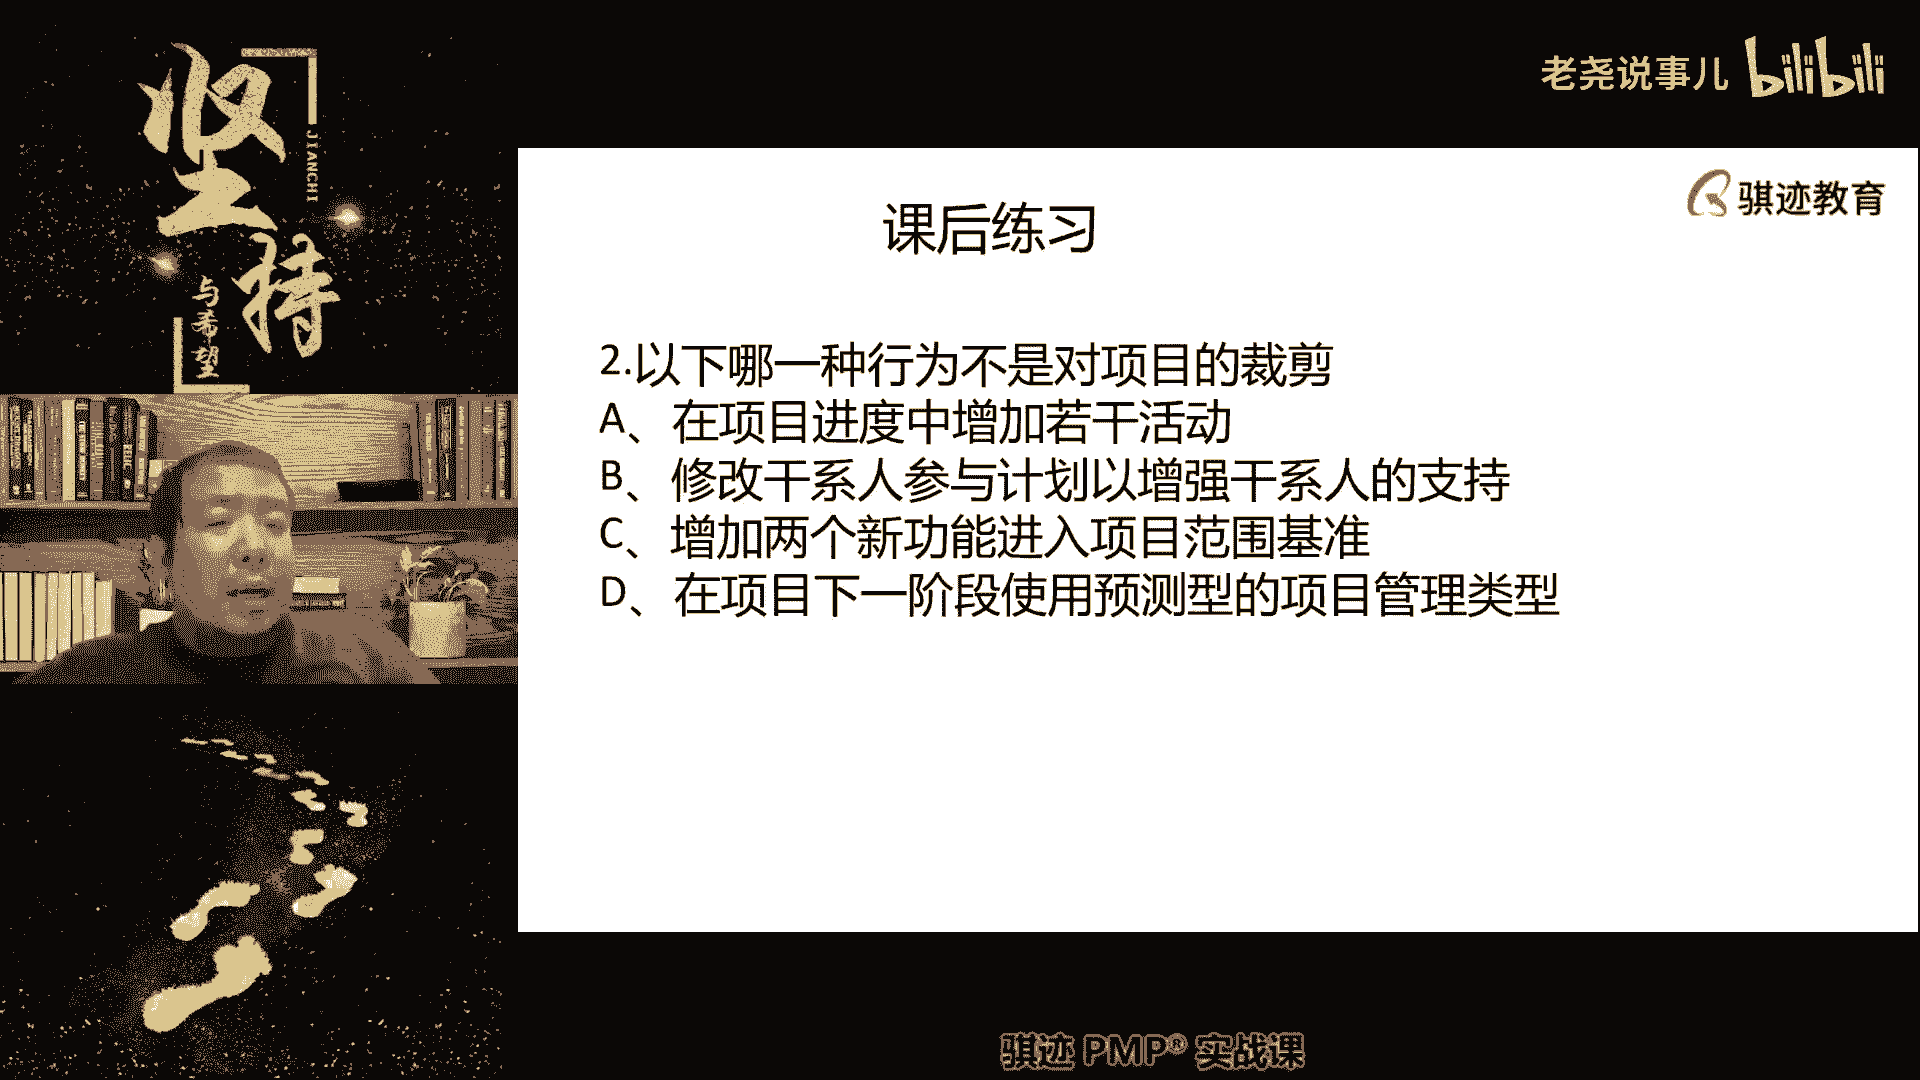 坚持
JIANCHI
与希望
老尧说事儿 bilibili
骐迹教育
课后练习
2.以下哪一种行为不是对项目的裁剪
A、在项目进度中增加若干活动
B、修改干系人参与计划以增强干系人的支持
C、增加两个新功能进入项目范围基准
D、在项目下一阶段使用预测型的项目管理类型
骐迹 PMP® 实战课